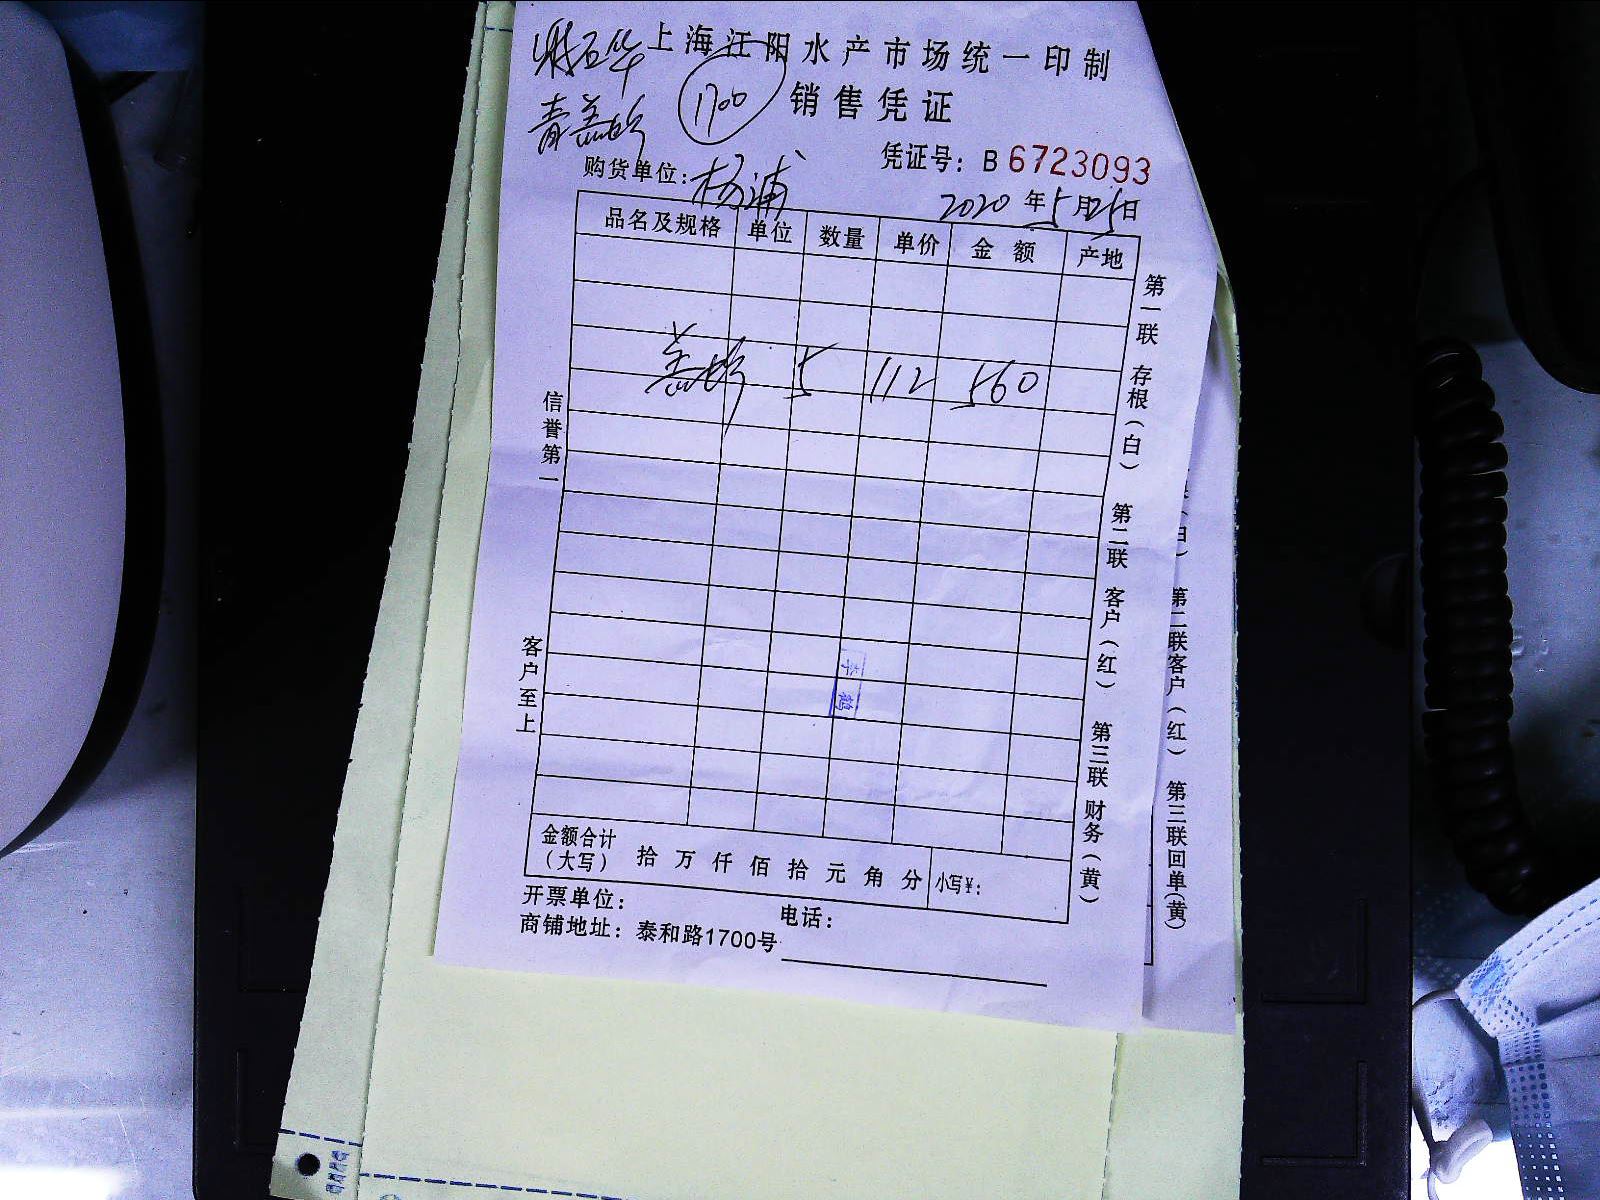 上海江阳水产市场统一印制
1700
销售凭证
凭证号：B 6723093
购货单位：杨浦
2020 年 5 月 25 日
品名及规格 单位 数量 单价 金额 产地
5 112 560
金额合计（大写） 拾 万 仟 佰 拾 元 角 分 小写¥：
开票单位： 电话：
商铺地址：泰和路1700号
信誉第一 客户至上
第一联 存根（白） 第二联 客户（红） 第三联 财务（黄）
第二联客户（红） 第三联回单（黄）